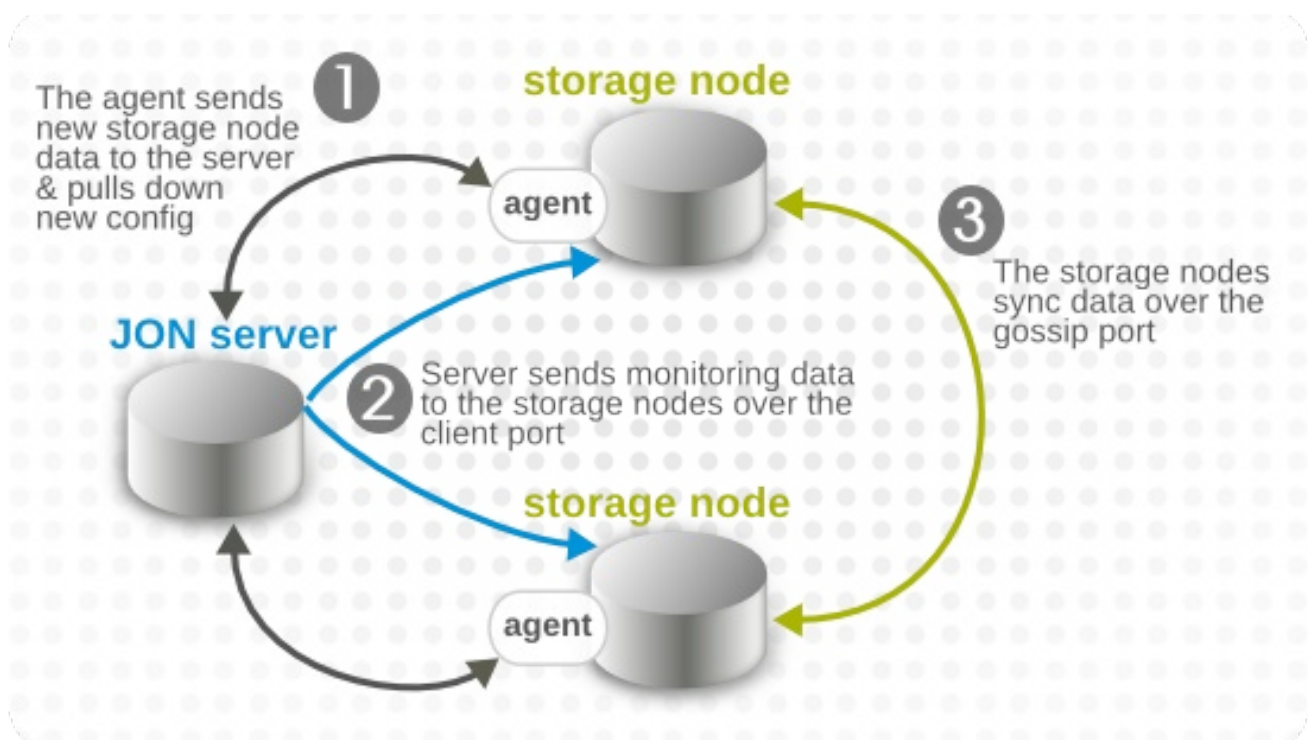 1
The agent sends
new storage node
data to the server
& pulls down
new config
storage node
agent
3
The storage nodes
sync data over the
gossip port
JON server
2
Server sends monitoring data
to the storage nodes over the
client port
storage node
agent